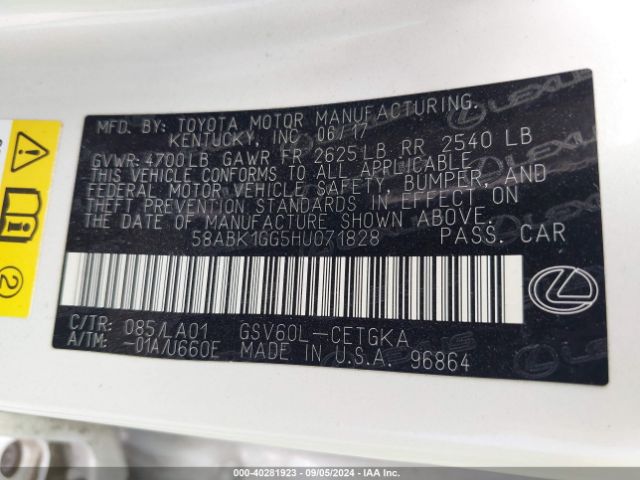 MFD. BY: TOYOTA MOTOR MANUFACTURING.
KENTUCKY, INC 06/17
GVWR: 4700LB GAWR FR 2625LB RR 2540 LB
THIS VEHICLE CONFORMS TO ALL APPLICABLE
FEDERAL MOTOR VEHICLE SAFETY, BUMPER, AND
THEFT PREVENTION STANDARDS IN EFFECT ON
THE DATE OF MANUFACTURE SHOWN ABOVE.
58ABK1GG5HU071828 PASS. CAR
C/TR: 085/LA01 GSV60L-CETGKA
A/TM: -01A/U660E MADE IN U.S.A. 96864
2
LEXUS
LEXUS
000-40281923 - 09/05/2024 - IAA Inc.